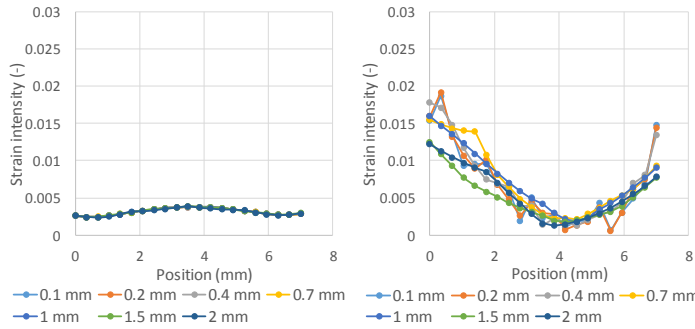 0.03
0.025
0.02
0.015
0.01
0.005
0
Strain intensity (-)
0 2 4 6 8
Position (mm)
0.1 mm 0.2 mm 0.4 mm 0.7 mm
1 mm 1.5 mm 2 mm
0.03
0.025
0.02
0.015
0.01
0.005
0
Strain intensity (-)
0 2 4 6 8
Position (mm)
0.1 mm 0.2 mm 0.4 mm 0.7 mm
1 mm 1.5 mm 2 mm